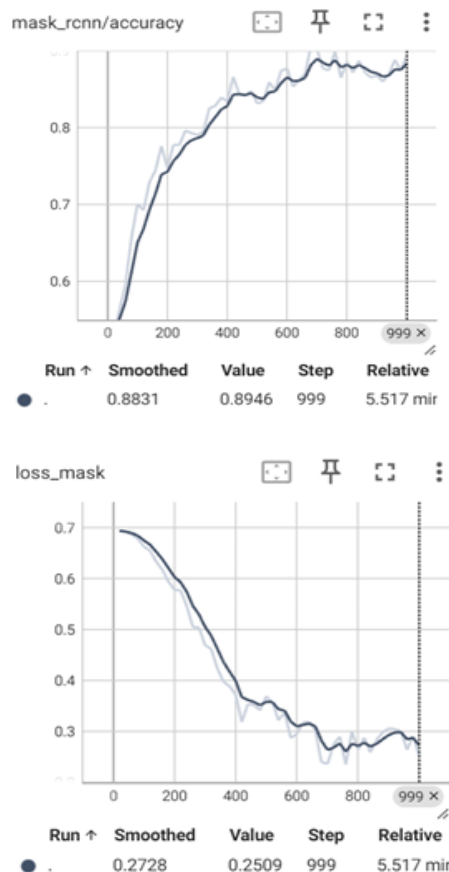 mask_rcnn/accuracy
0.8
0.7
0.6
0 200 400 600 800 999 ×
Run ↑ Smoothed Value Step Relative
. 0.8831 0.8946 999 5.517 mir
loss_mask
0.7
0.6
0.5
0.4
0.3
0 200 400 600 800 999 ×
Run ↑ Smoothed Value Step Relative
. 0.2728 0.2509 999 5.517 mir